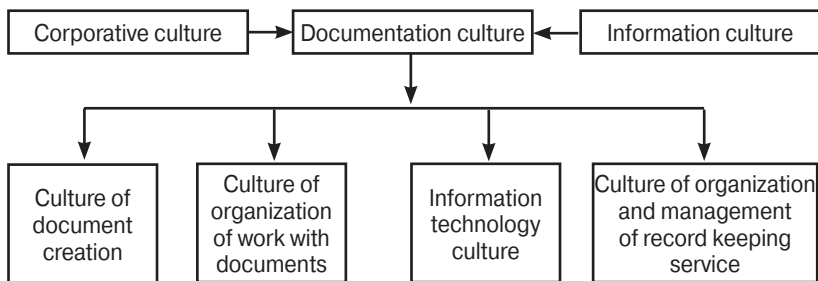 Corporative culture
Documentation culture
Information culture
Culture of
document
creation
Culture of
organization
of work with
documents
Information
technology
culture
Culture of organization
and management
of record keeping
service